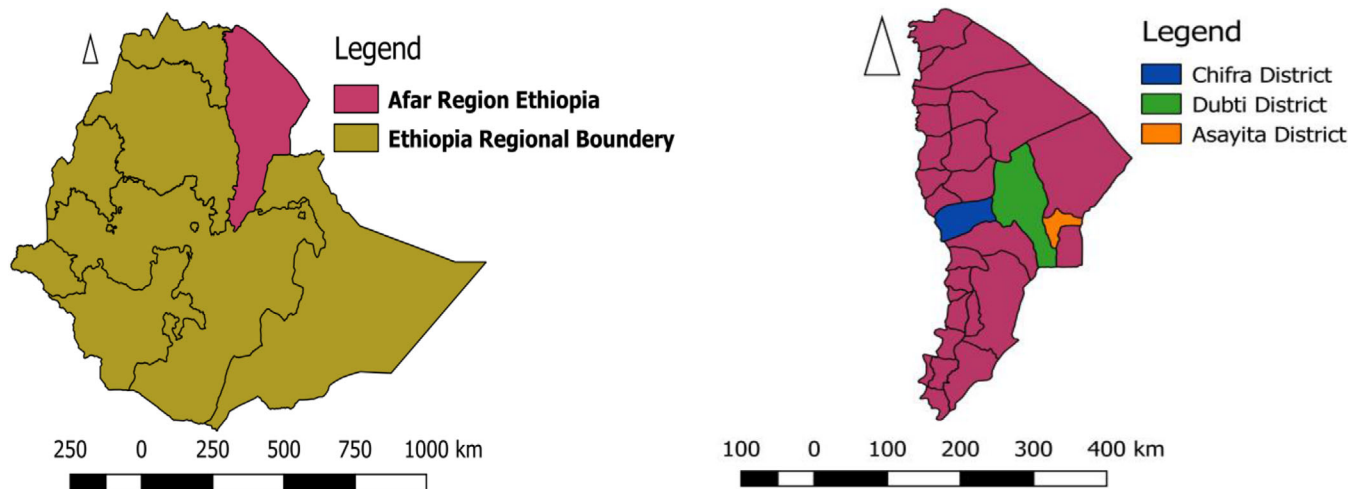 Legend
Afar Region Ethiopia
Ethiopia Regional Boundery
250 0 250 500 750 1000 km
Legend
Chifra District
Dubti District
Asayita District
100 0 100 200 300 400 km